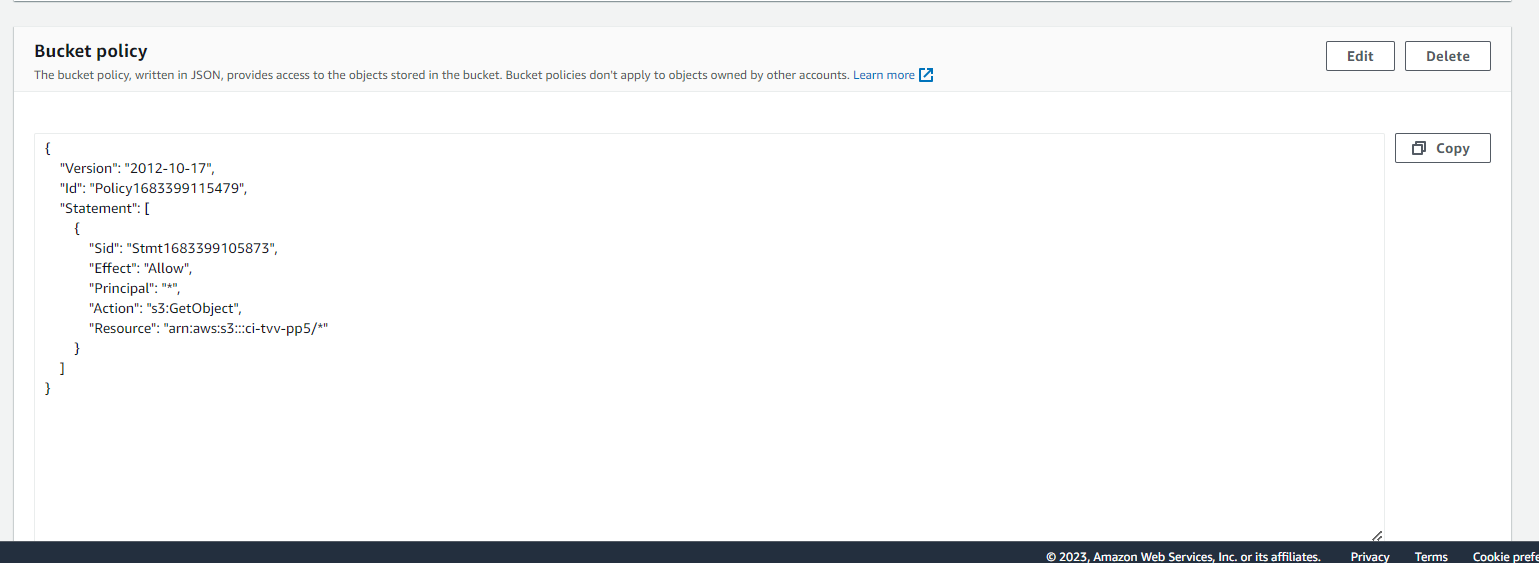 Bucket policy
Edit
Delete
The bucket policy, written in JSON, provides access to the objects stored in the bucket. Bucket policies don't apply to objects owned by other accounts. Learn more
{
"Version": "2012-10-17",
"Id": "Policy1683399115479",
"Statement": [
{
"Sid": "Stmt1683399105873",
"Effect": "Allow",
"Principal": "*",
"Action": "s3:GetObject",
"Resource": "arn:aws:s3:::ci-tvv-pp5/*"
}
]
}
Copy
© 2023, Amazon Web Services, Inc. or its affiliates. Privacy Terms Cookie prefe